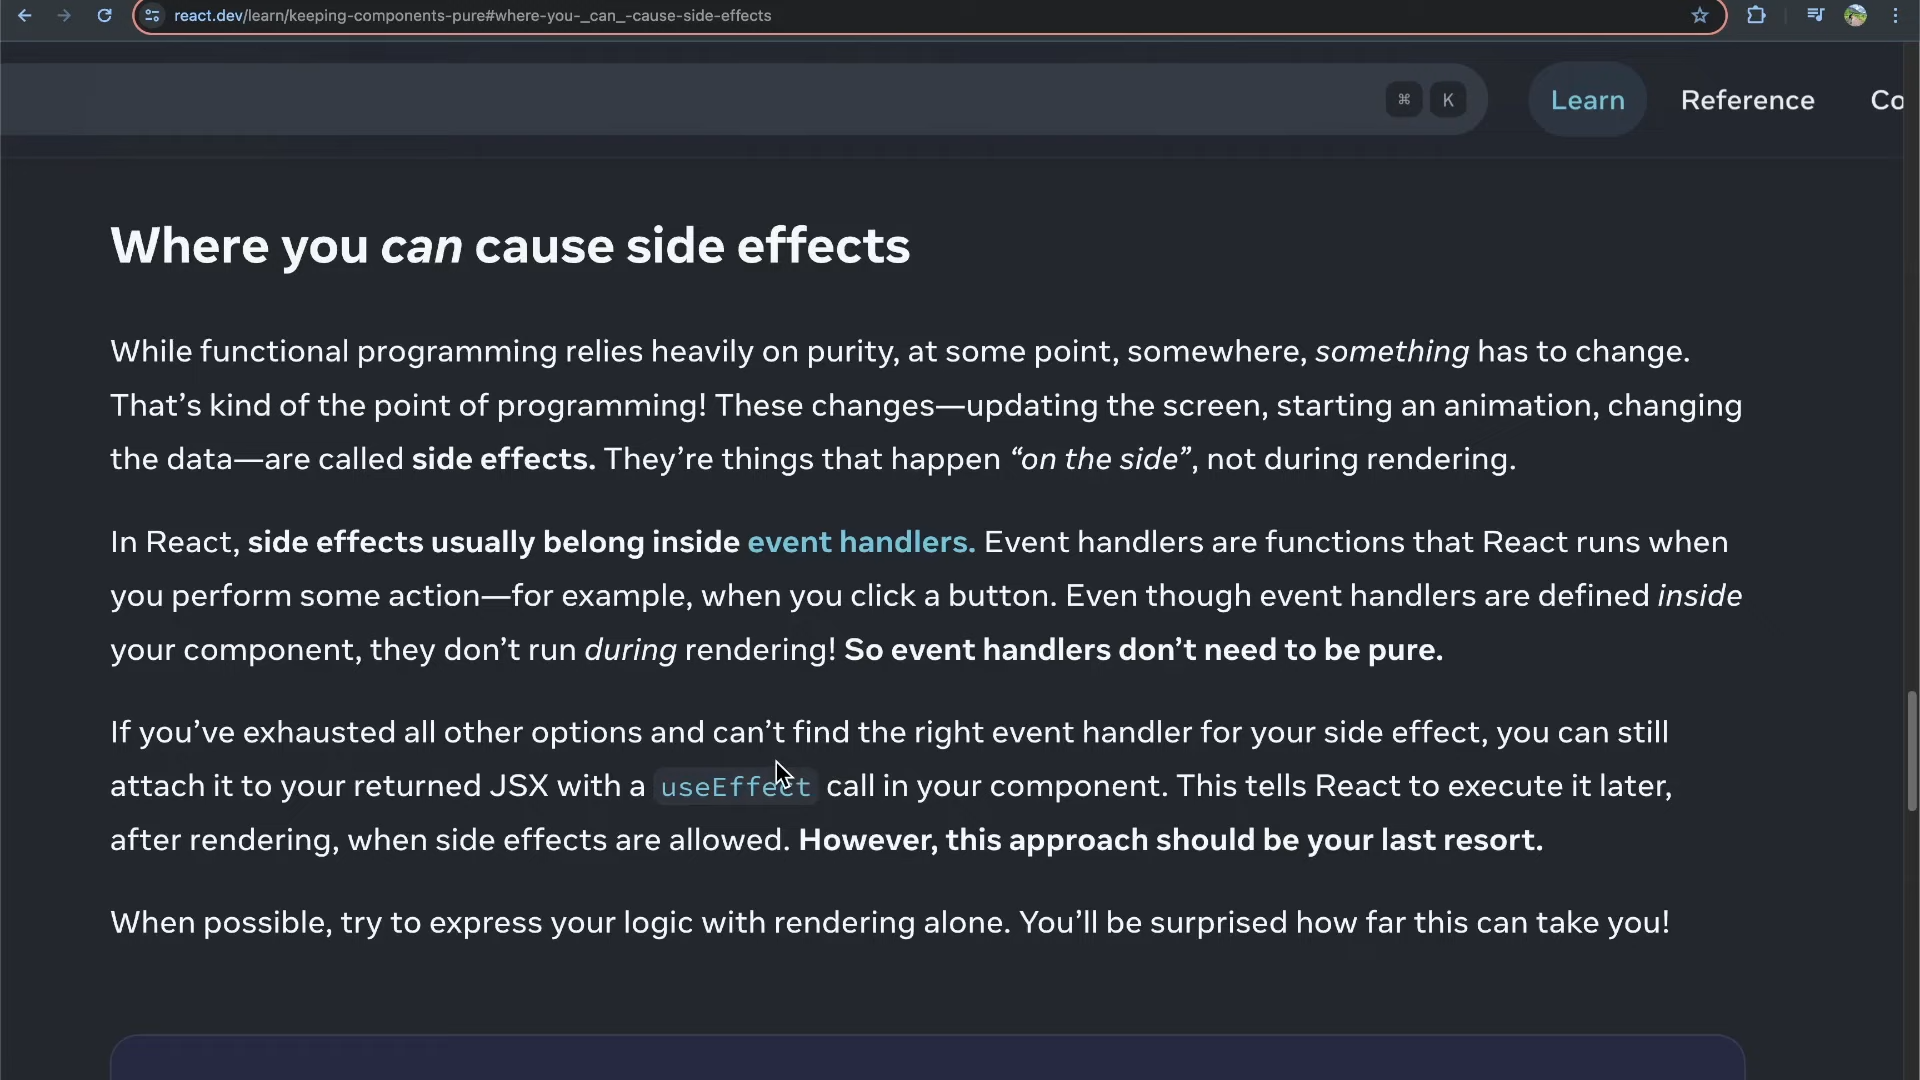 react.dev/learn/keeping-components-pure#where-you-_can_-cause-side-effects
⌘ K Learn Reference Co
Where you can cause side effects
While functional programming relies heavily on purity, at some point, somewhere, something has to change.
That’s kind of the point of programming! These changes—updating the screen, starting an animation, changing
the data—are called side effects. They’re things that happen “on the side”, not during rendering.
In React, side effects usually belong inside event handlers. Event handlers are functions that React runs when
you perform some action—for example, when you click a button. Even though event handlers are defined inside
your component, they don’t run during rendering! So event handlers don’t need to be pure.
If you’ve exhausted all other options and can’t find the right event handler for your side effect, you can still
attach it to your returned JSX with a useEffect call in your component. This tells React to execute it later,
after rendering, when side effects are allowed. However, this approach should be your last resort.
When possible, try to express your logic with rendering alone. You’ll be surprised how far this can take you!